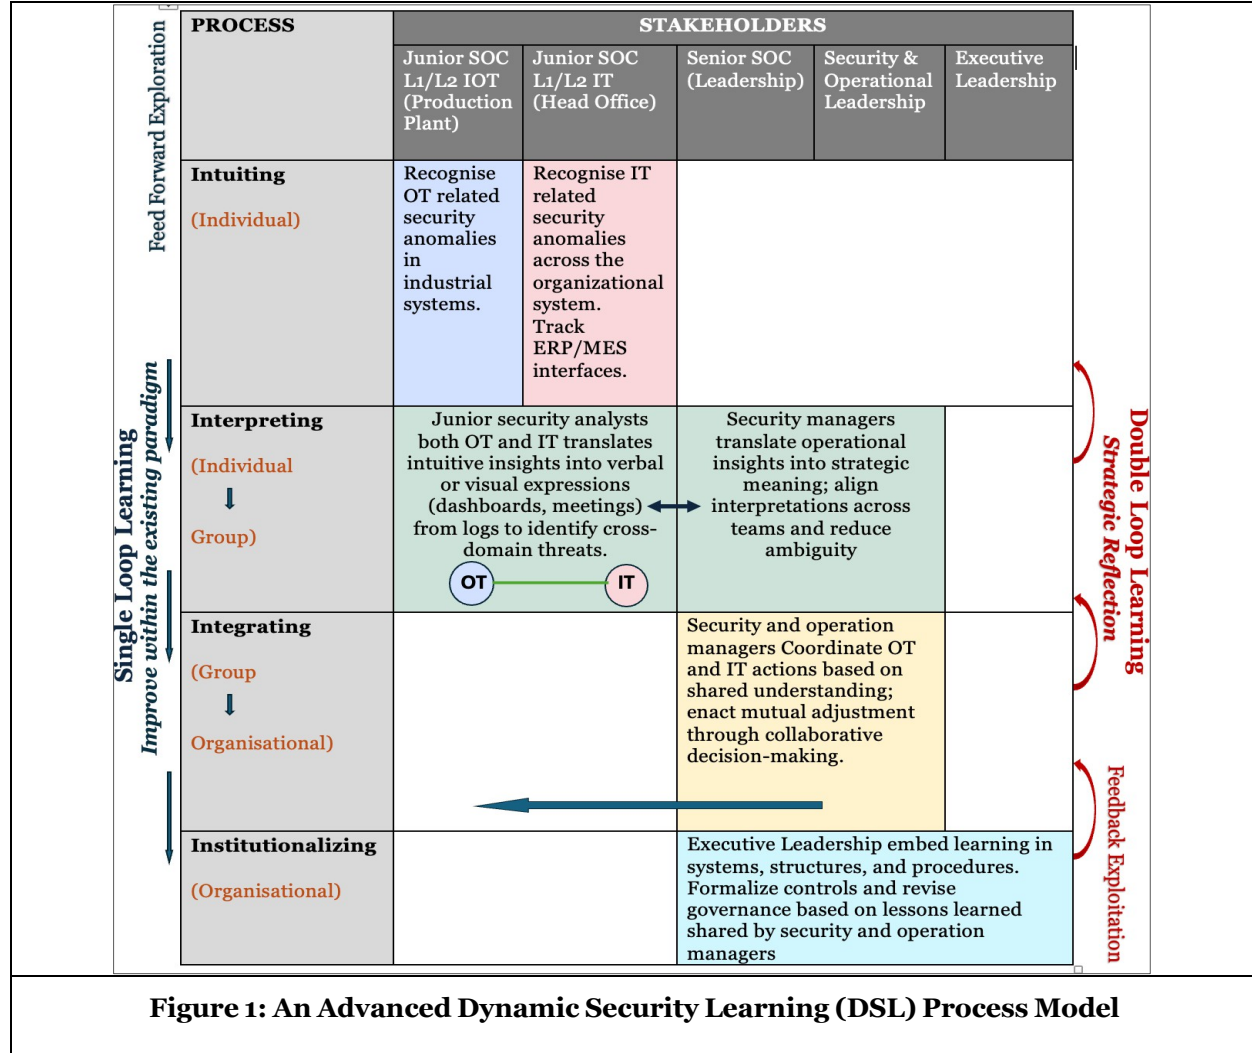 PROCESS
STAKEHOLDERS
Junior SOC
L1/L2 IOT
(Production
Plant)
Junior SOC
L1/L2 IT
(Head Office)
Senior SOC
(Leadership)
Security &
Operational
Leadership
Executive
Leadership
Feed Forward Exploration
Single Loop Learning
Improve within the existing paradigm
Intuiting
(Individual)
Recognise
OT related
security
anomalies
in
industrial
systems.
Recognise IT
related
security
anomalies
across the
organizational
system.
Track
ERP/MES
interfaces.
Interpreting
(Individual
Group)
Junior security analysts
both OT and IT translates
intuitive insights into verbal
or visual expressions
(dashboards, meetings)
from logs to identify cross-
domain threats.
OT
IT
Security managers
translate operational
insights into strategic
meaning; align
interpretations across
teams and reduce
ambiguity
Integrating
(Group
Organisational)
Security and operation
managers Coordinate OT
and IT actions based on
shared understanding;
enact mutual adjustment
through collaborative
decision-making.
Institutionalizing
(Organisational)
Executive Leadership embed learning in
systems, structures, and procedures.
Formalize controls and revise
governance based on lessons learned
shared by security and operation
managers
Double Loop Learning
Strategic Reflection
Feedback Exploitation
Figure 1: An Advanced Dynamic Security Learning (DSL) Process Model